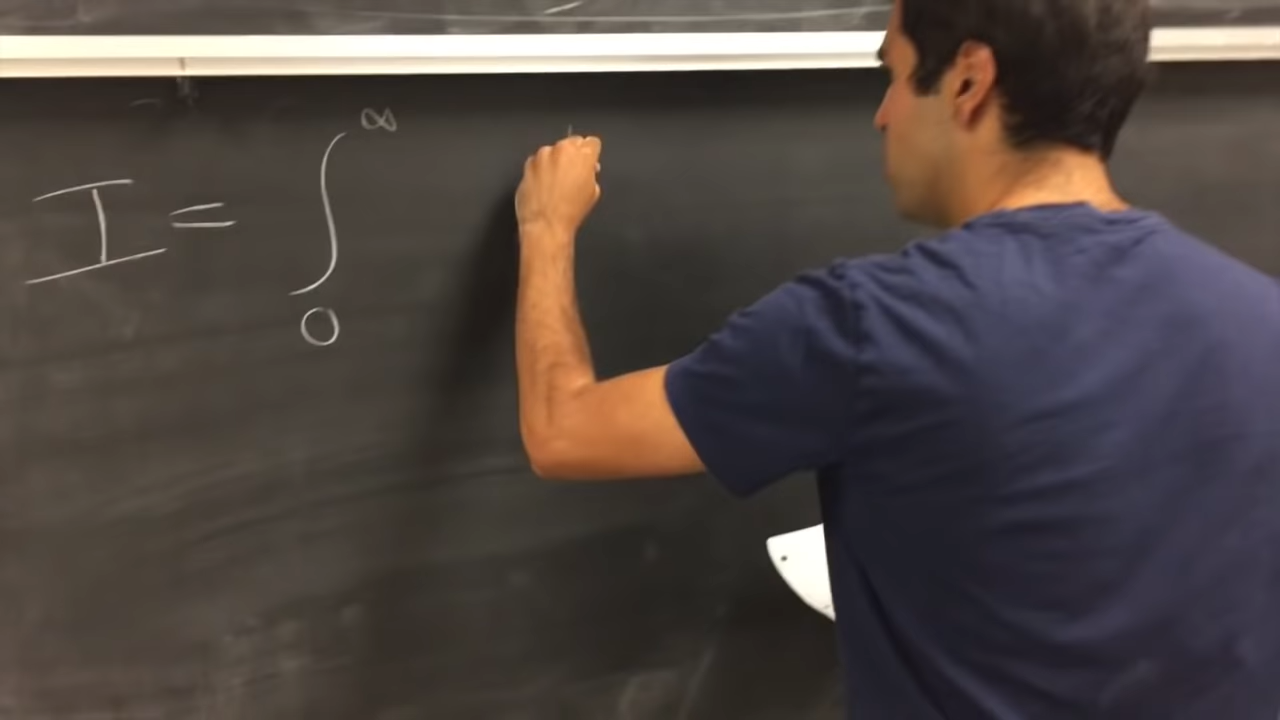 I = ∫₀^∞